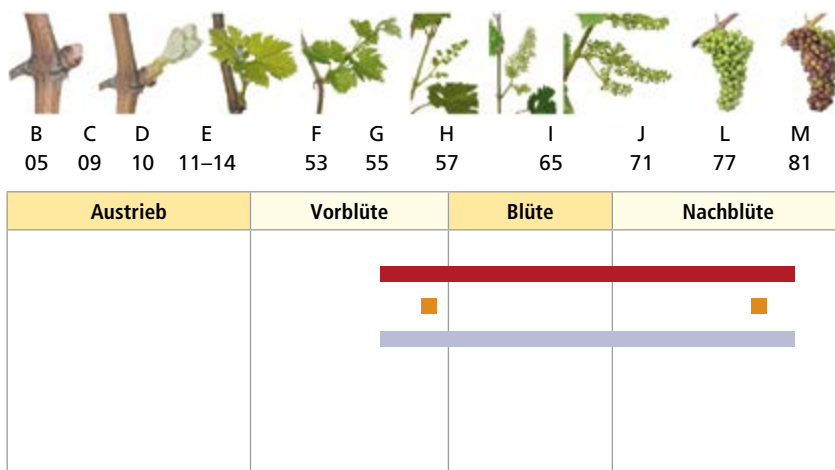 B C D E F G H I J L M
05 09 10 11–14 53 55 57 65 71 77 81
Austrieb Vorblüte Blüte Nachblüte